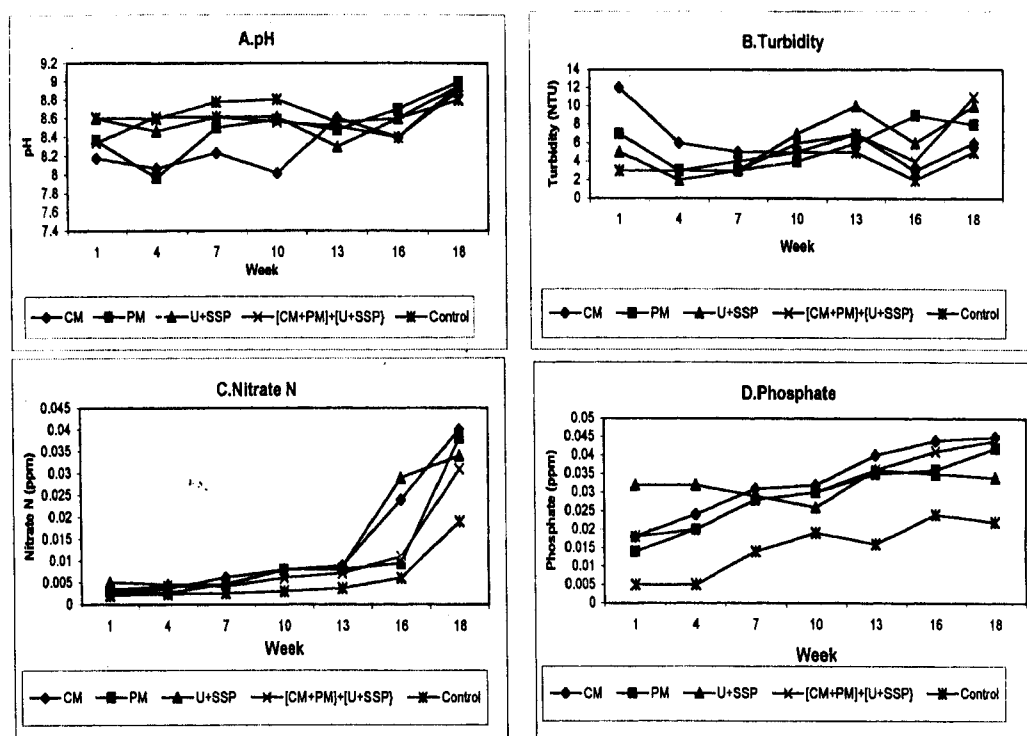 A.pH
9.2
9
8.8
8.6
8.4
8.2
8
7.8
7.6
7.4
pH
1 4 7 10 13 16 18
Week
CM PM U+SSP [CM+PM]+[U+SSP} Control
B.Turbidity
14
12
10
8
6
4
2
0
Turbidity (NTU)
1 4 7 10 13 16 18
Week
CM PM U+SSP [CM+PM]+{U+SSP} Control
C.Nitrate N
0.045
0.04
0.035
0.03
0.025
0.02
0.015
0.01
0.005
0
Nitrate N (ppm)
1 4 7 10 13 16 18
Week
CM PM U+SSP [CM+PM}+[U+SSP} Control
D.Phosphate
0.05
0.045
0.04
0.035
0.03
0.025
0.02
0.015
0.01
0.005
0
Phosphate (ppm)
1 4 7 10 13 16 18
Week
CM PM U+SSP [CM+PM]+[U+SSP} Control